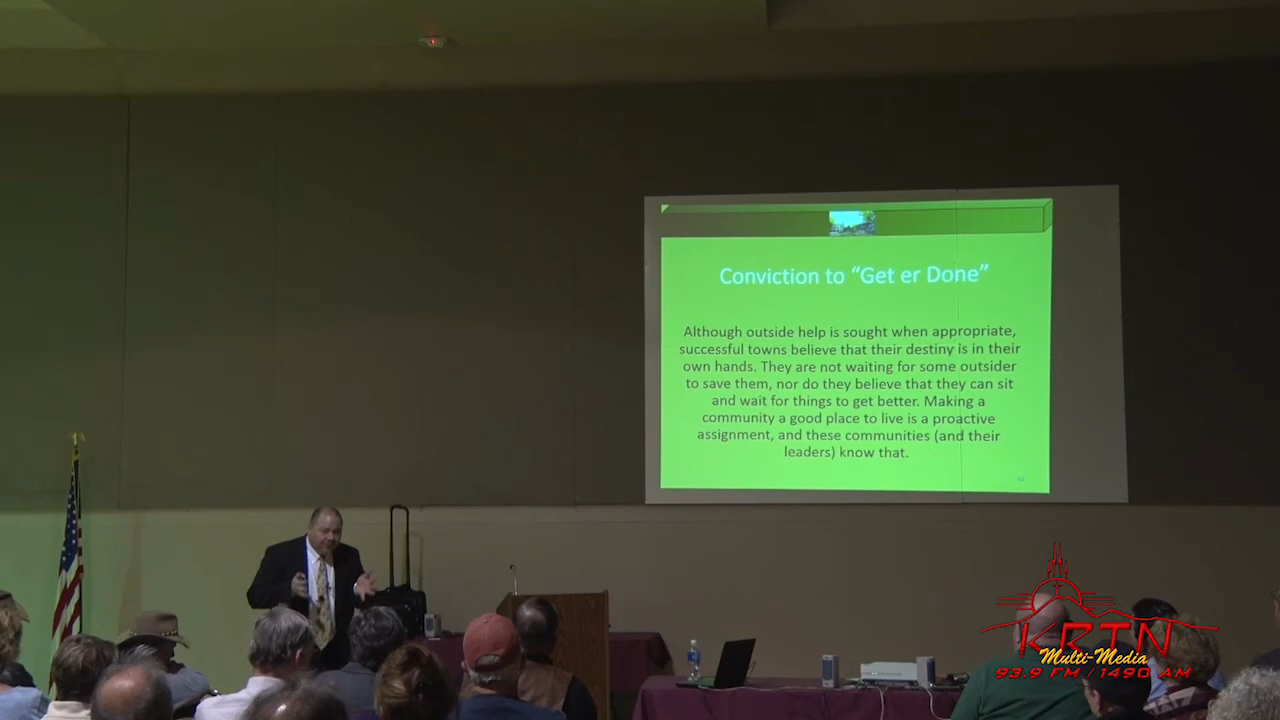 Conviction to “Get er Done”
Although outside help is sought when appropriate,
successful towns believe that their destiny is in their
own hands. They are not waiting for some outsider
to save them, nor do they believe that they can sit
and wait for things to get better. Making a
community a good place to live is a proactive
assignment, and these communities (and their
leaders) know that.
KRTN
Multi-Media
93.9 FM / 1490 AM